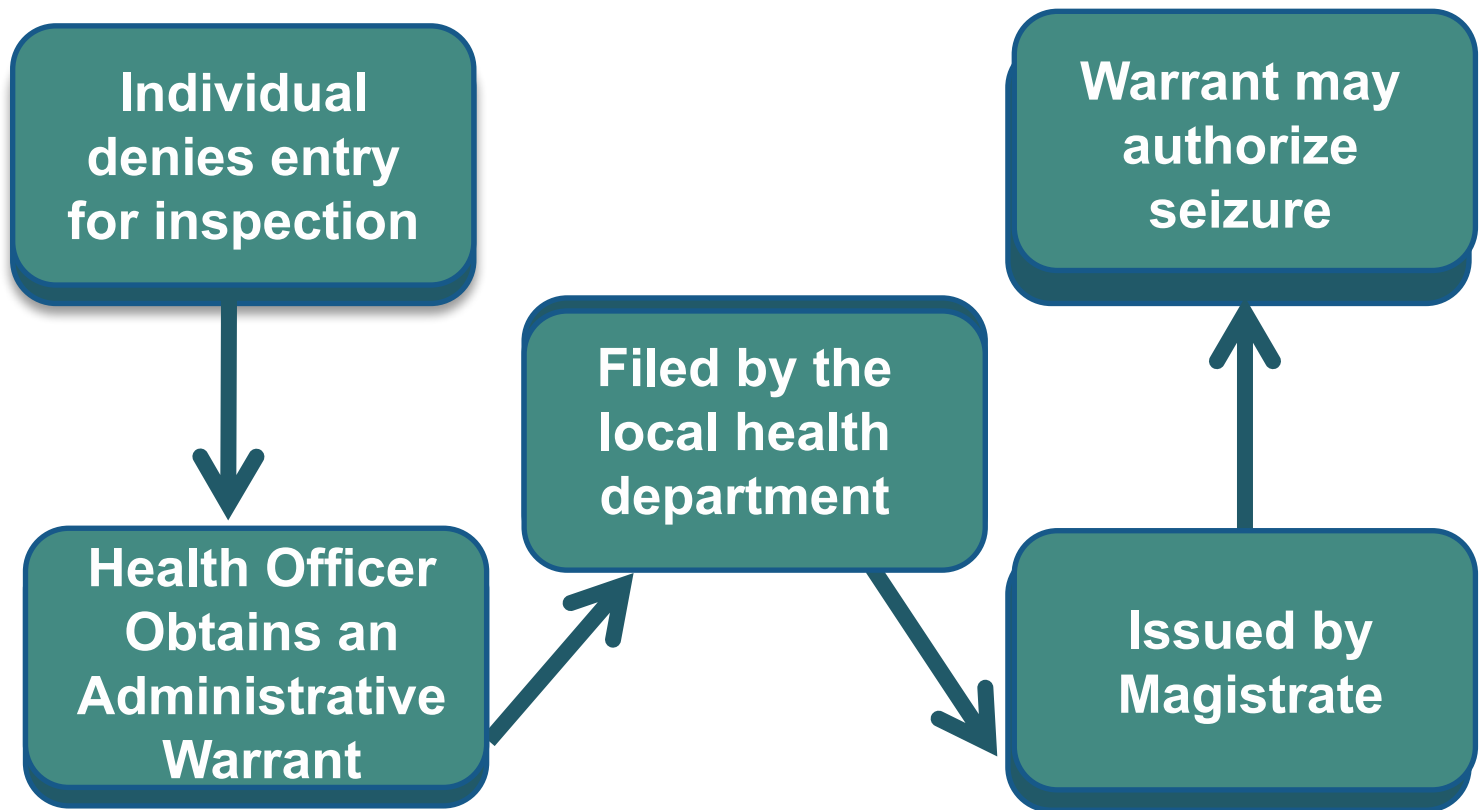 Individual
denies entry
for inspection
Health Officer
Obtains an
Administrative
Warrant
Filed by the
local health
department
Issued by
Magistrate
Warrant may
authorize
seizure